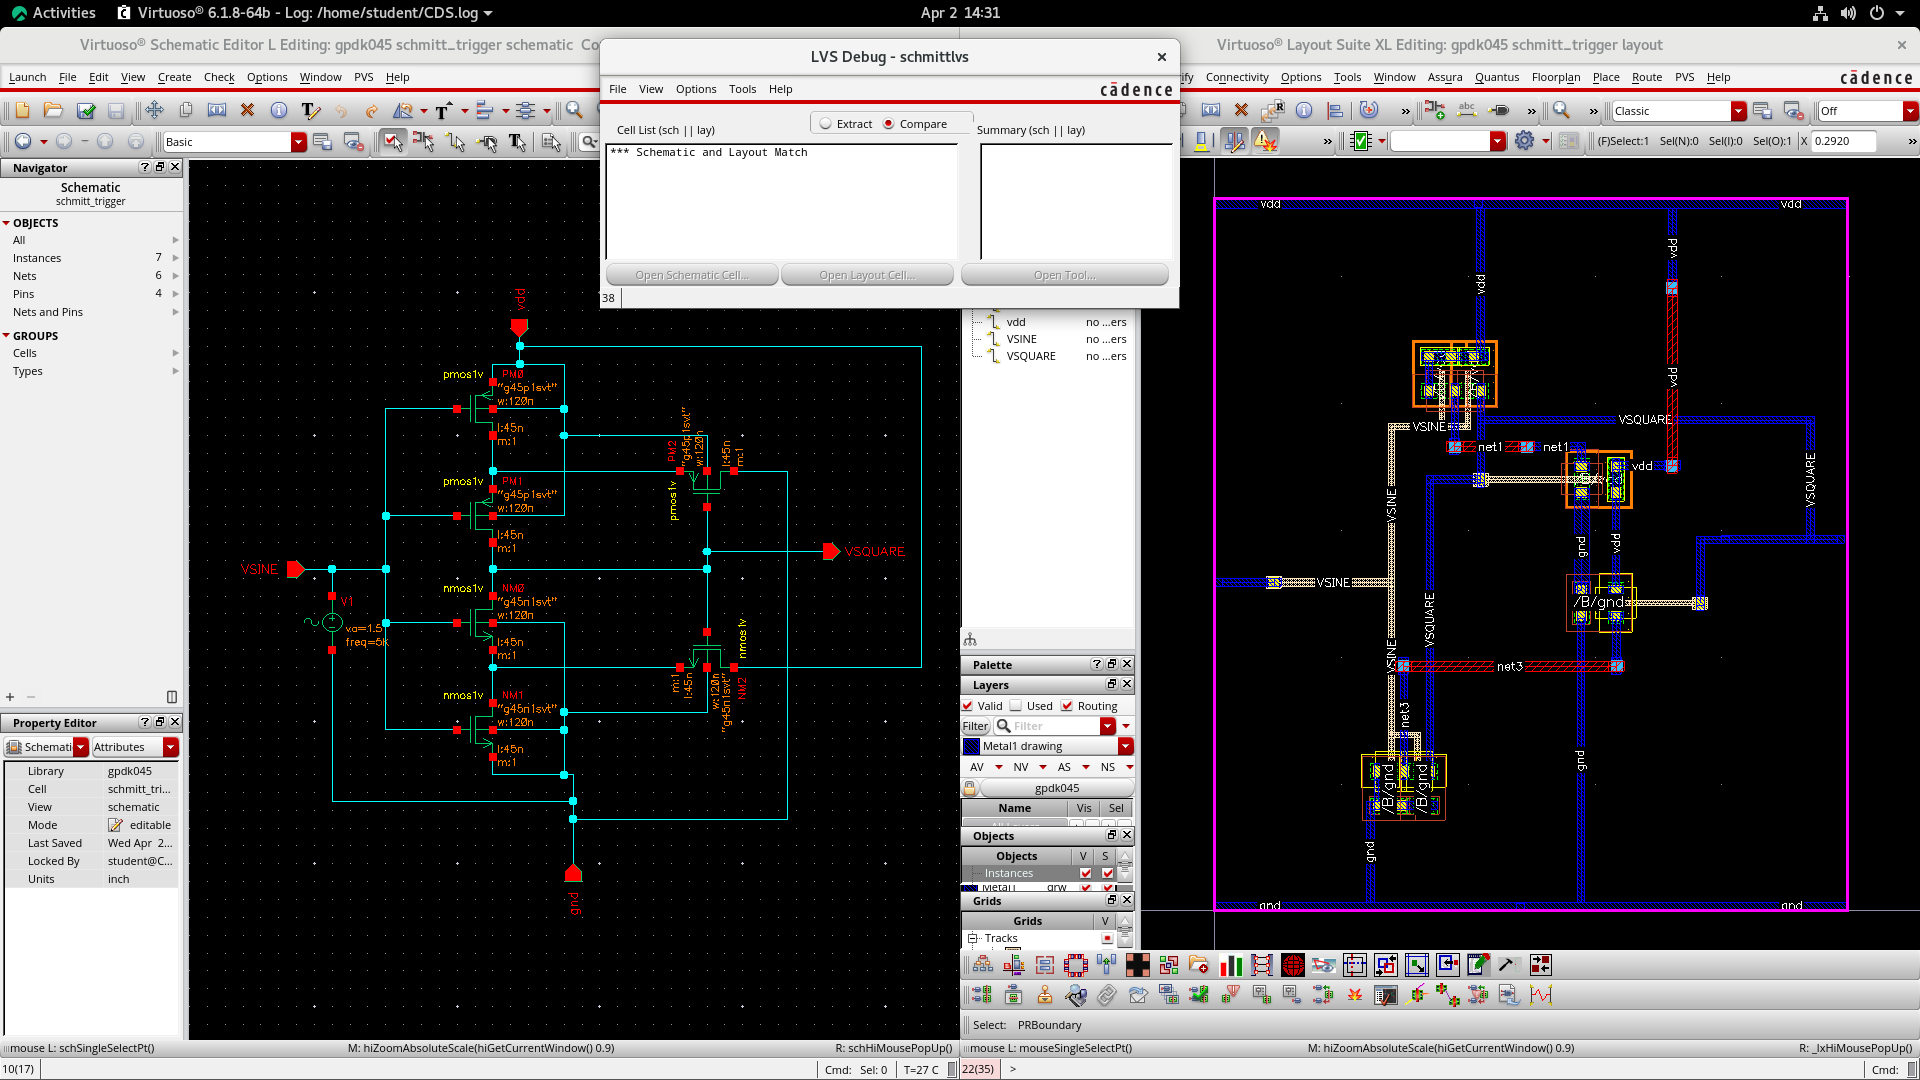 Activities
Virtuoso® 6.1.8-64b - Log: /home/student/CDS.log
Apr 2 14:31
Virtuoso® Schematic Editor L Editing: gpdk045 schmitt_trigger schematic Co
Launch File Edit View Create Check Options Window PVS Help
Basic
Navigator
Schematic
schmitt_trigger
OBJECTS
All
Instances 7
Nets 6
Pins 4
Nets and Pins
GROUPS
Cells
Types
Property Editor
Schemati
Attributes
Library gpdk045
Cell schmitt_tri...
View schematic
Mode editable
Last Saved Wed Apr 2...
Locked By student@C...
Units inch
vdd
pmos1v
PM0
"g45p1svt"
w:120n
l:45n
m:1
pmos1v
PM1
"g45p1svt"
w:120n
l:45n
m:1
nmos1v
NM0
"g45n1svt"
w:120n
l:45n
m:1
nmos1v
NM1
"g45n1svt"
w:120n
l:45n
m:1
VSINE
V1
va=1.5
freq=5K
pmos1v
PM2
"g45p1svt"
w:120n
l:45n
m:1
VSQUARE
nmos1v
m:1
l:45n
w:120n
"g45n1svt"
NM2
gnd
mouse L: schSingleSelectPt()
M: hiZoomAbsoluteScale(hiGetCurrentWindow() 0.9)
R: schHiMousePopUp()
10(17)
Cmd: Sel: 0
T=27 C
LVS Debug - schmittlvs
File View Options Tools Help
cādence
Cell List (sch || lay)
Extract
Compare
Summary (sch || lay)
*** Schematic and Layout Match
Open Schematic Cell...
Open Layout Cell...
Open Tool...
38
Virtuoso® Layout Suite XL Editing: gpdk045 schmitt_trigger layout
ify Connectivity Options Tools Window Assura Quantus Floorplan Place Route PVS Help
cādence
Classic
Off
(F)Select:1 Sel(N):0 Sel(I):0 Sel(O):1 X 0.2920
vdd no ...ers
VSINE no ...ers
VSQUARE no ...ers
Palette
Layers
Valid Used Routing
Filter
Filter
Metal1 drawing
AV NV AS NS
gpdk045
Name Vis Sel
Objects
Objects V S
Instances
Metal1 drw
Grids
Grids V
Tracks
vdd
vdd
vdd
vdd
vdd
VSINE
VSQUARE
net1
net1
vdd
VSINE
VSQUARE
gnd
vdd
VSINE
/B/gnd
VSQUARE
VSINE
net3
net3
gnd
/B/gnd
/B/gnd
gnd
gnd
gnd
Select: PRBoundary
mouse L: mouseSingleSelectPt()
M: hiZoomAbsoluteScale(hiGetCurrentWindow() 0.9)
R: _lxHiMousePopUp()
22(35)
>
Cmd: